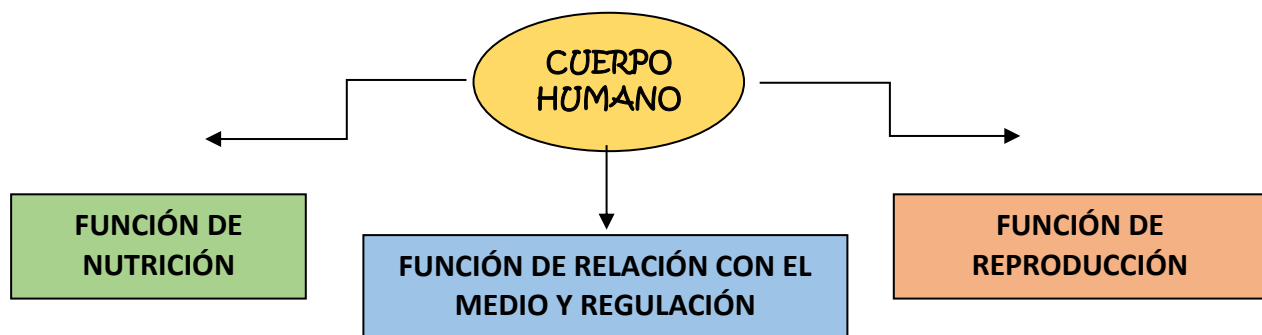 CUERPO
HUMANO
FUNCIÓN DE
NUTRICIÓN
FUNCIÓN DE RELACIÓN CON EL
MEDIO Y REGULACIÓN
FUNCIÓN DE
REPRODUCCIÓN